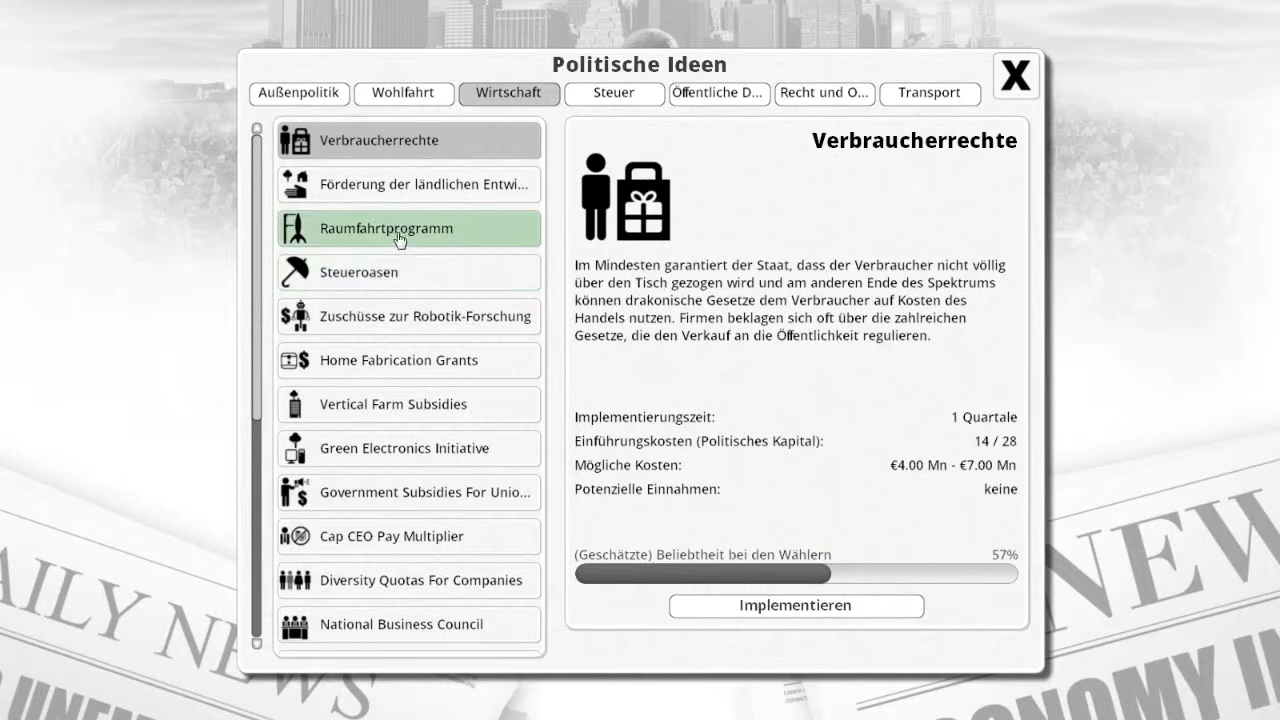 Politische Ideen
X
Außenpolitik
Wohlfahrt
Wirtschaft
Steuer
Öffentliche D...
Recht und O...
Transport
Verbraucherrechte
Förderung der ländlichen Entwi...
Raumfahrtprogramm
Steueroasen
Zuschüsse zur Robotik-Forschung
Home Fabrication Grants
Vertical Farm Subsidies
Green Electronics Initiative
Government Subsidies For Unio...
Cap CEO Pay Multiplier
Diversity Quotas For Companies
National Business Council
Verbraucherrechte
Im Mindesten garantiert der Staat, dass der Verbraucher nicht völlig
über den Tisch gezogen wird und am anderen Ende des Spektrums
können drakonische Gesetze dem Verbraucher auf Kosten des
Handels nutzen. Firmen beklagen sich oft über die zahlreichen
Gesetze, die den Verkauf an die Öffentlichkeit regulieren.
Implementierungszeit: 1 Quartale
Einführungskosten (Politisches Kapital): 14 / 28
Mögliche Kosten: €4.00 Mn - €7.00 Mn
Potenzielle Einnahmen: keine
(Geschätzte) Beliebtheit bei den Wählern 57%
Implementieren
AILY NEWS
NEW
ONOMY I